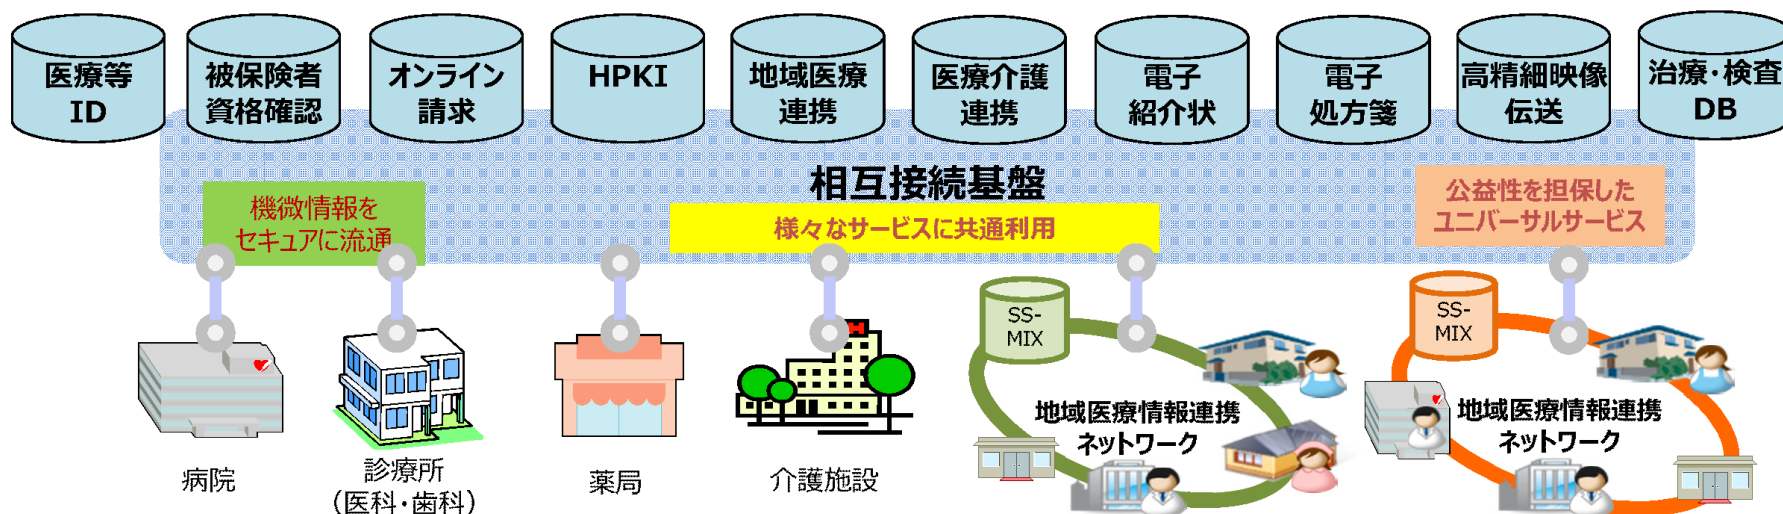 医療等
ID
被保険者
資格確認
オンライン
請求
HPKI
地域医療
連携
医療介護
連携
電子
紹介状
電子
処方箋
高精細映像
伝送
治療・検査
DB
相互接続基盤
機微情報を
セキュアに流通
様々なサービスに共通利用
公益性を担保した
ユニバーサルサービス
SS-
MIX
SS-
MIX
地域医療情報連携
ネットワーク
地域医療情報連携
ネットワーク
病院
診療所
（医科・歯科）
薬局
介護施設